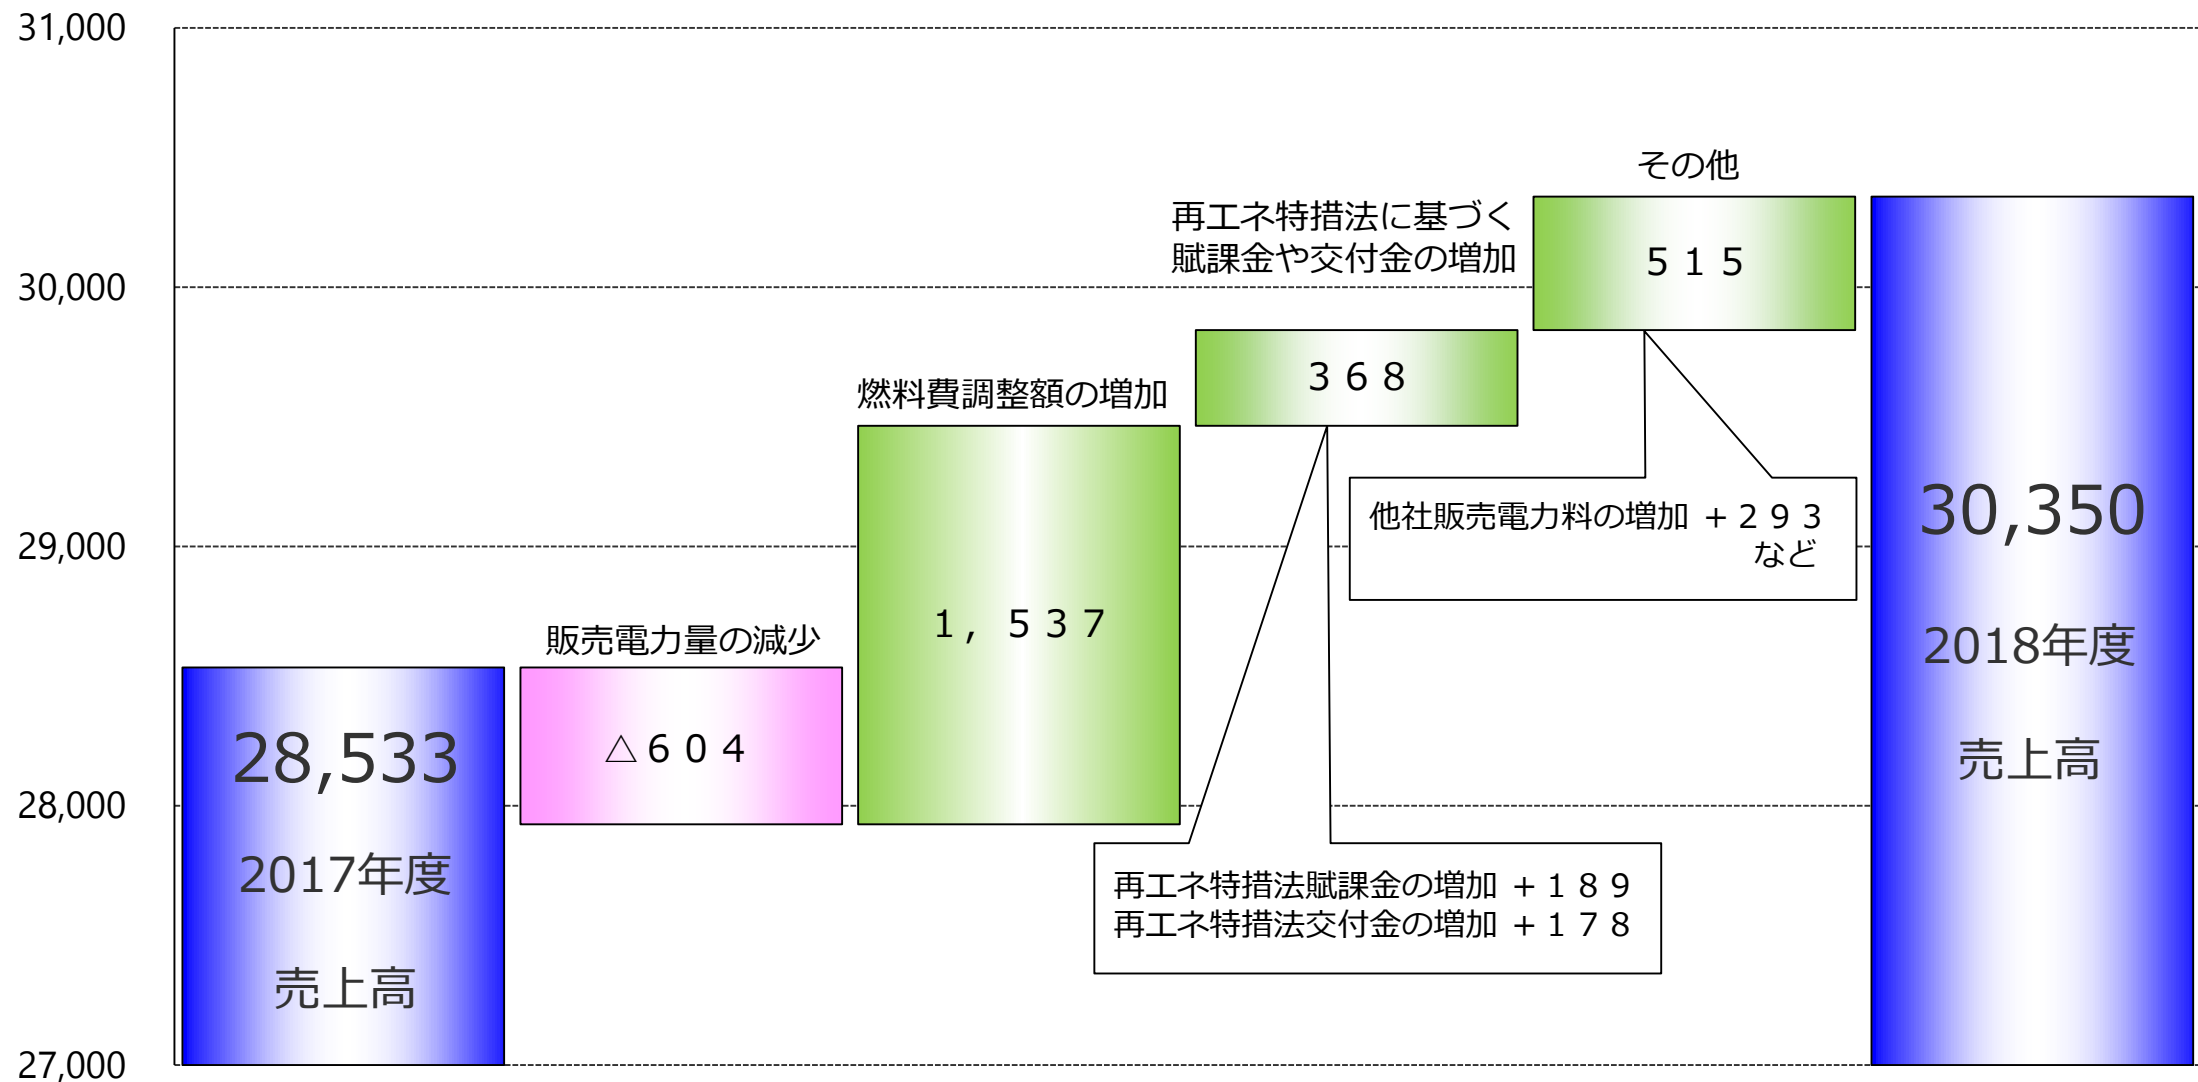 31,000
30,000
29,000
28,000
27,000
28,533
2017年度
売上高
販売電力量の減少
△６０４
燃料費調整額の増加
１，５３７
再エネ特措法に基づく
賦課金や交付金の増加
３６８
再エネ特措法賦課金の増加 ＋１８９
再エネ特措法交付金の増加 ＋１７８
その他
５１５
他社販売電力料の増加 ＋２９３
など
30,350
2018年度
売上高